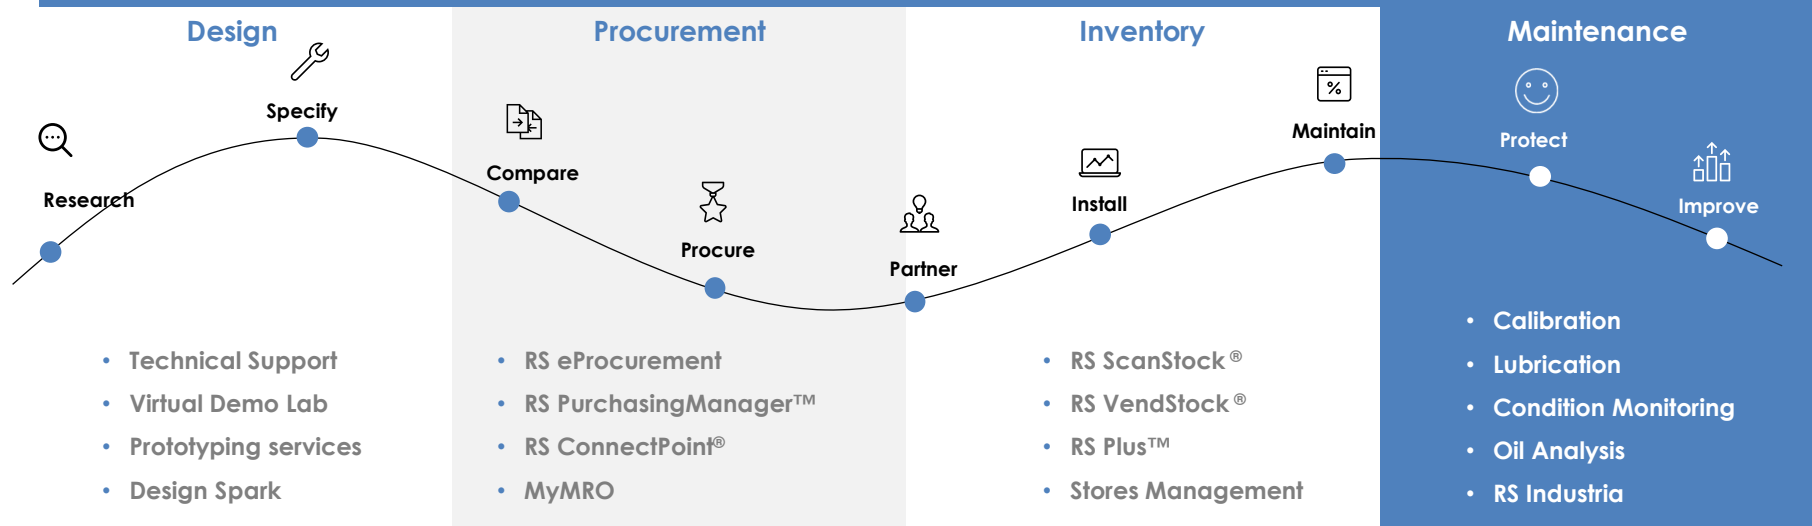 Design
Specify
Research
Technical Support
Virtual Demo Lab
Prototyping services
Design Spark
Procurement
Compare
Procure
RS eProcurement
RS PurchasingManager™
RS ConnectPoint®
MyMRO
Inventory
Partner
Install
Maintain
%
RS ScanStock ®
RS VendStock ®
RS Plus™
Stores Management
Maintenance
Protect
Improve
Calibration
Lubrication
Condition Monitoring
Oil Analysis
RS Industria